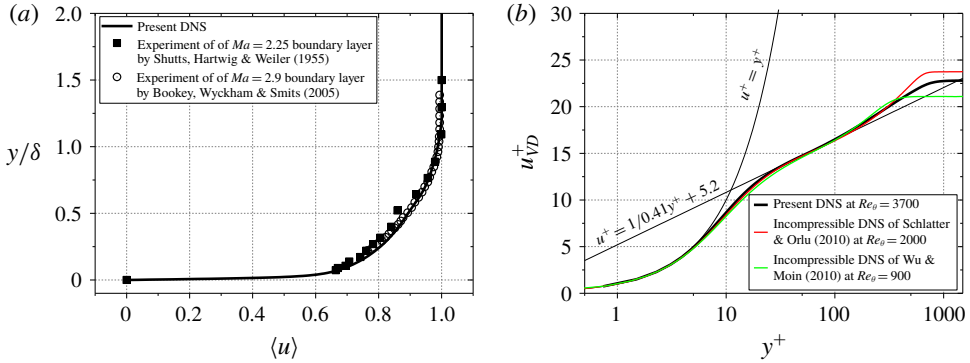 (a)
2.0
1.5
1.0
0.5
0
y/δ
0
0.2
0.4
0.6
0.8
1.0
⟨u⟩
Present DNS
Experiment of of Ma = 2.25 boundary layer
by Shutts, Hartwig & Weiler (1955)
Experiment of of Ma = 2.9 boundary layer
by Bookey, Wyckham & Smits (2005)
(b)
30
25
20
15
10
5
0
u⁺VD
1
10
100
1000
y⁺
u⁺ = y⁺
u⁺ = 1/0.41y⁺ + 5.2
Present DNS at Reθ = 3700
Incompressible DNS of Schlatter
& Orlu (2010) at Reθ = 2000
Incompressible DNS of Wu &
Moin (2010) at Reθ = 900